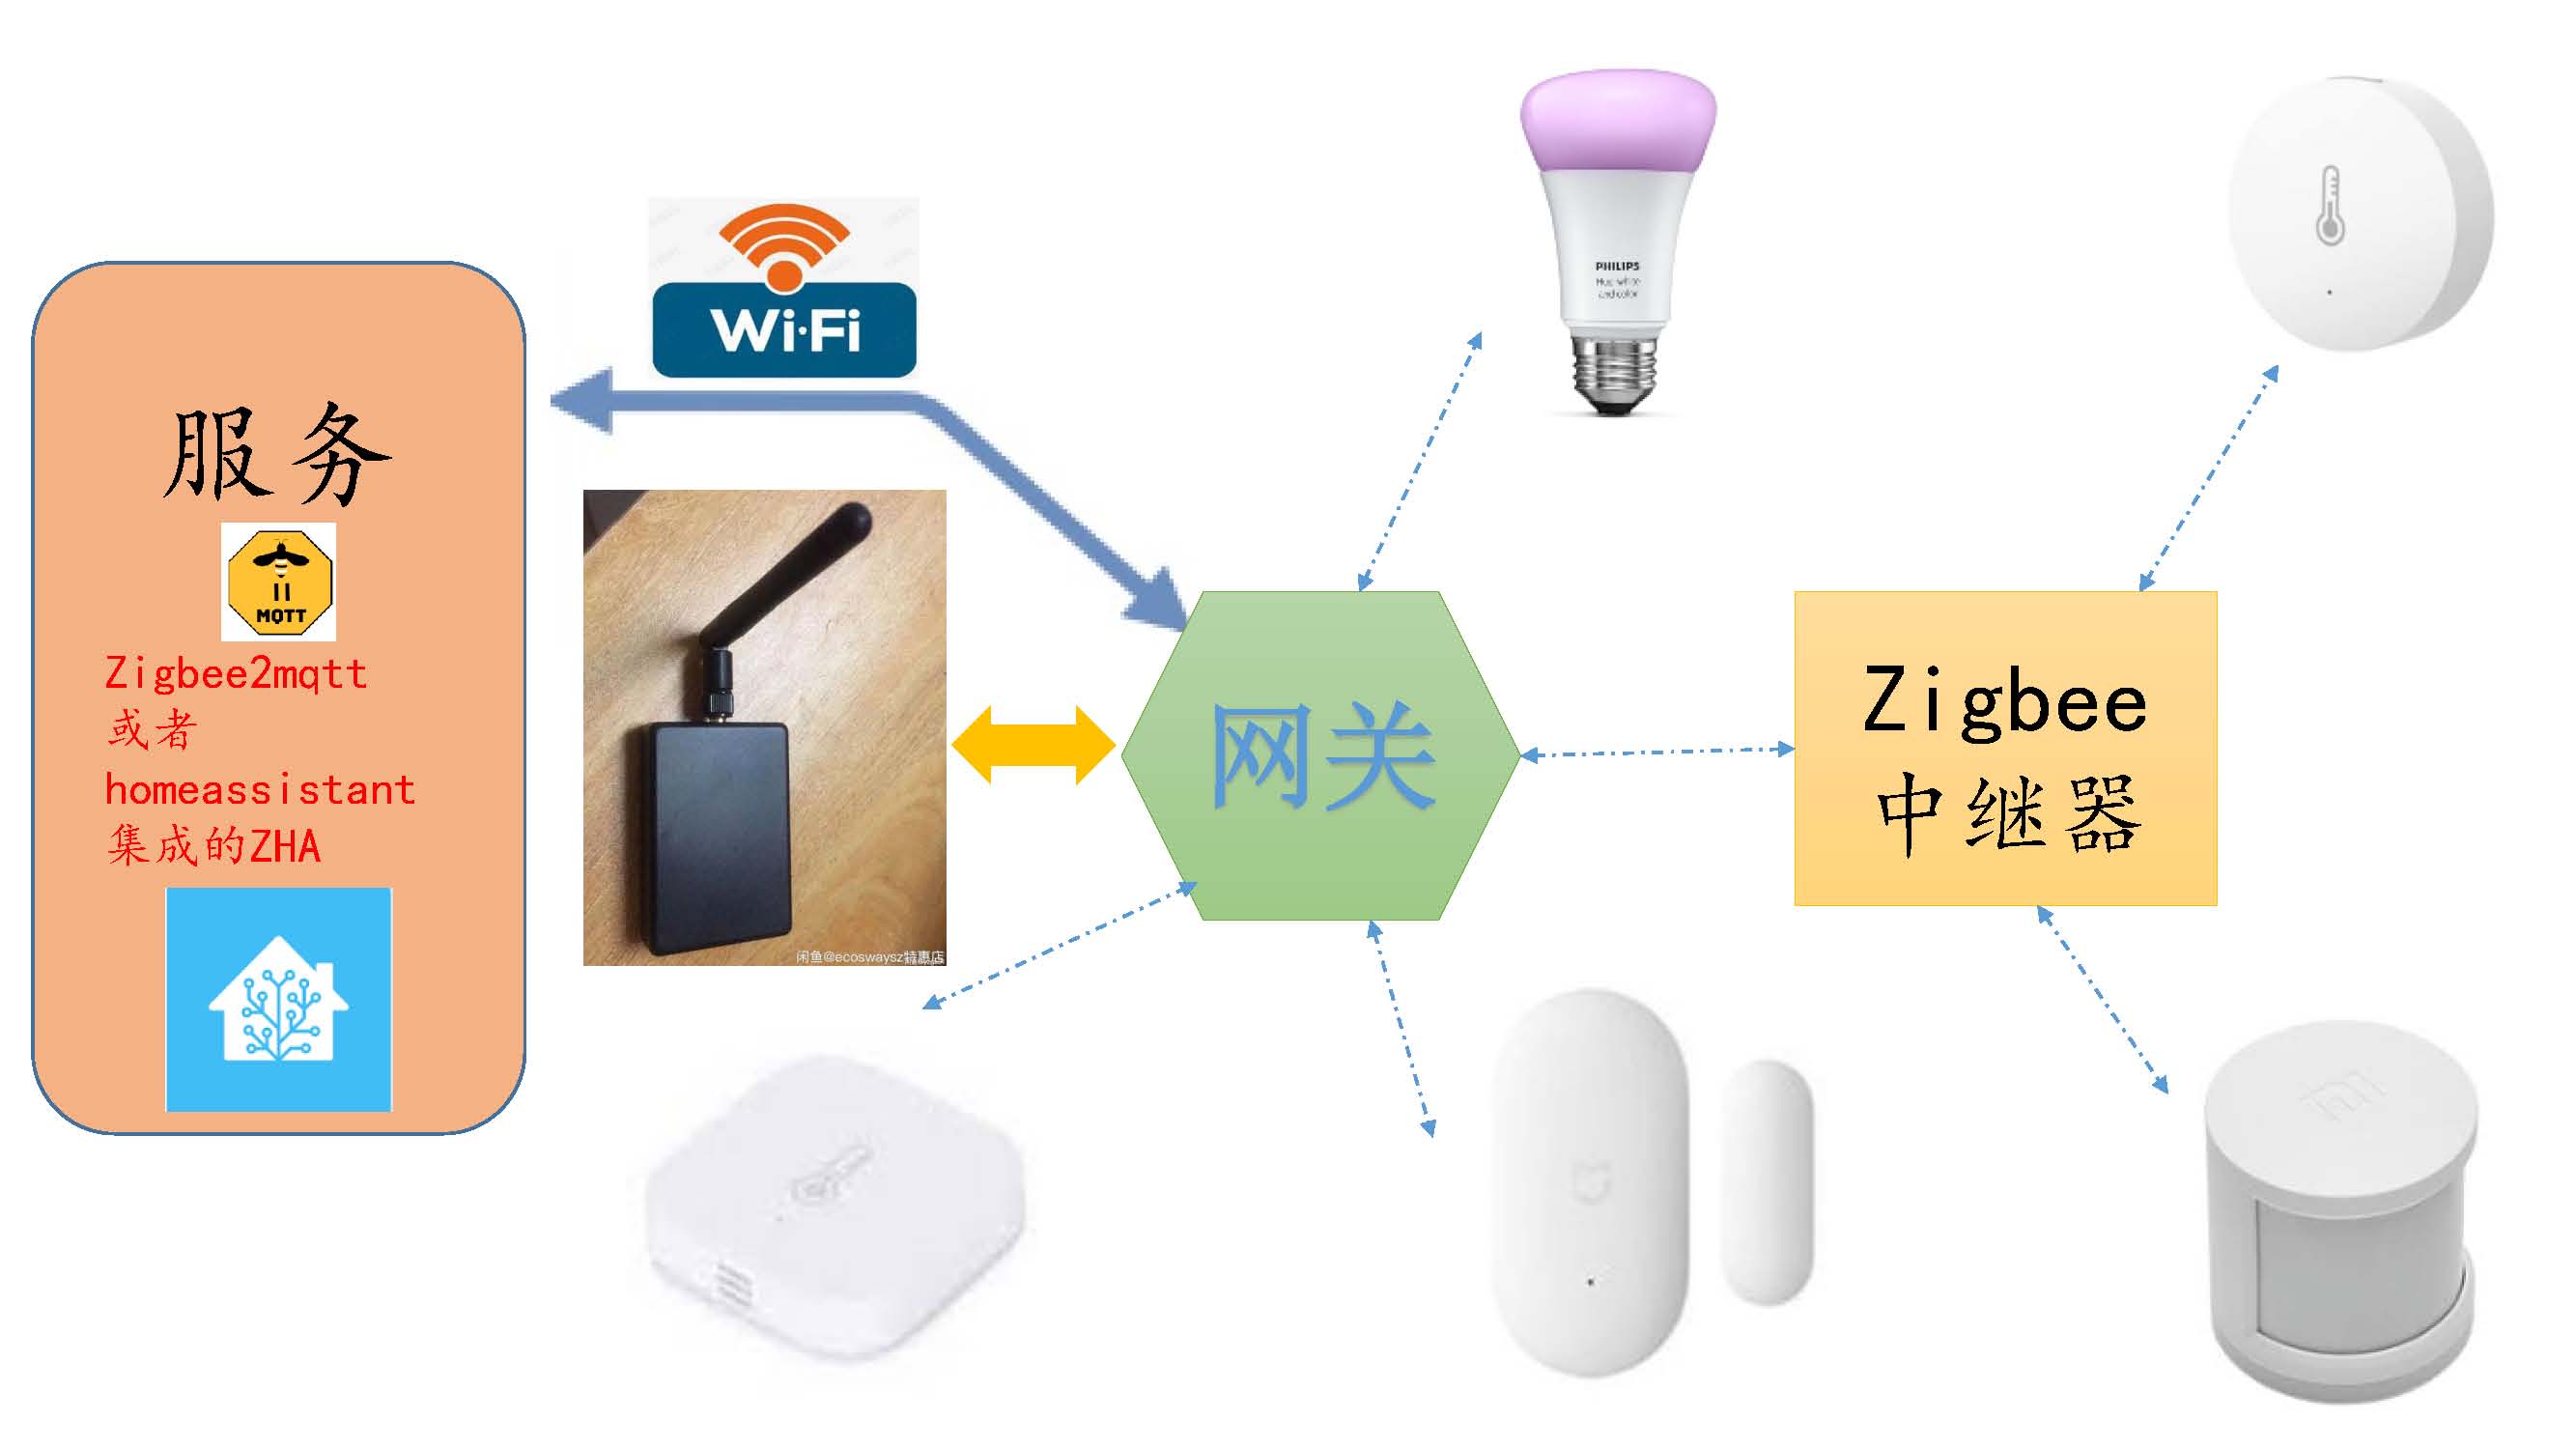 服务
MQTT
Zigbee2mqtt
或者
homeassistant
集成的ZHA
Wi-Fi
闲鱼@ecoswaysz特惠店
网关
PHILIPS
Hue white
and color
Zigbee
中继器